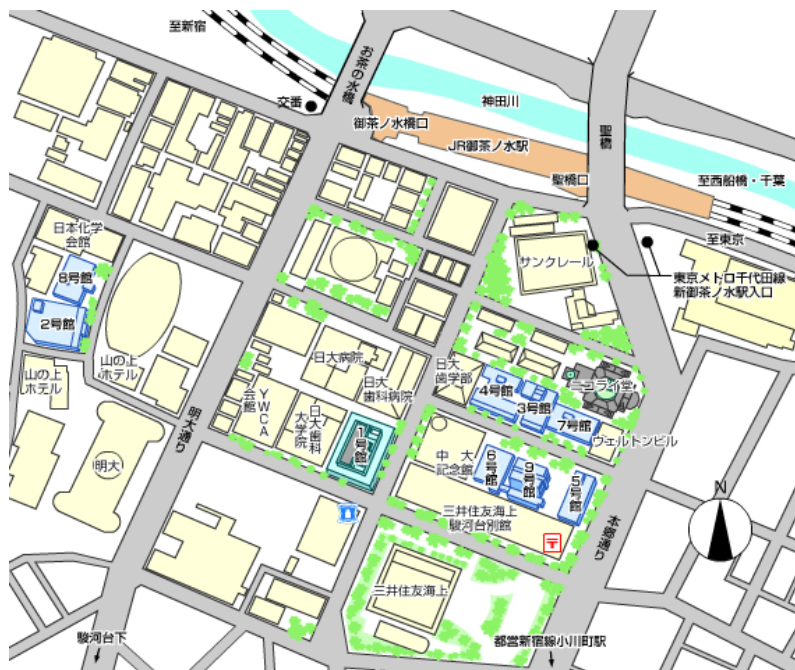 至新宿
お茶の水橋
交番
御茶ノ水橋口
神田川
JR御茶ノ水駅
聖橋
聖橋口
至西船橋・千葉
至東京
サンクレール
東京メトロ千代田線
新御茶ノ水駅入口
日本化学
会館
8号館
2号館
山の上
ホテル
山の上
ホテル
明大
明大通り
日大病院
日大
歯科病院
YWCA
会館
日大歯科
大学院
1号館
日大
歯学部
4号館
3号館
7号館
ニコライ堂
ヴェルトンビル
中大
記念館
6号館
9号館
5号館
三井住友海上
駿河台別館
〒
本郷通り
N
三井住友海上
駿河台下
都営新宿線小川町駅